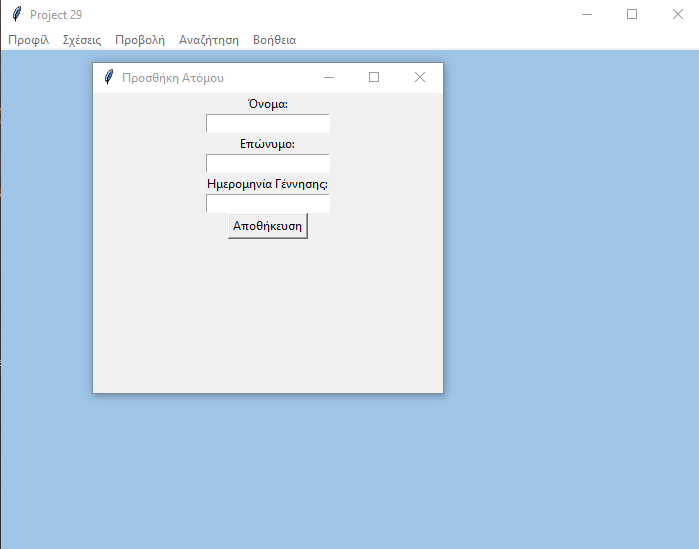 Project 29
Προφίλ Σχέσεις Προβολή Αναζήτηση Βοήθεια
Προσθήκη Ατόμου
Όνομα:
Επώνυμο:
Ημερομηνία Γέννησης:
Αποθήκευση